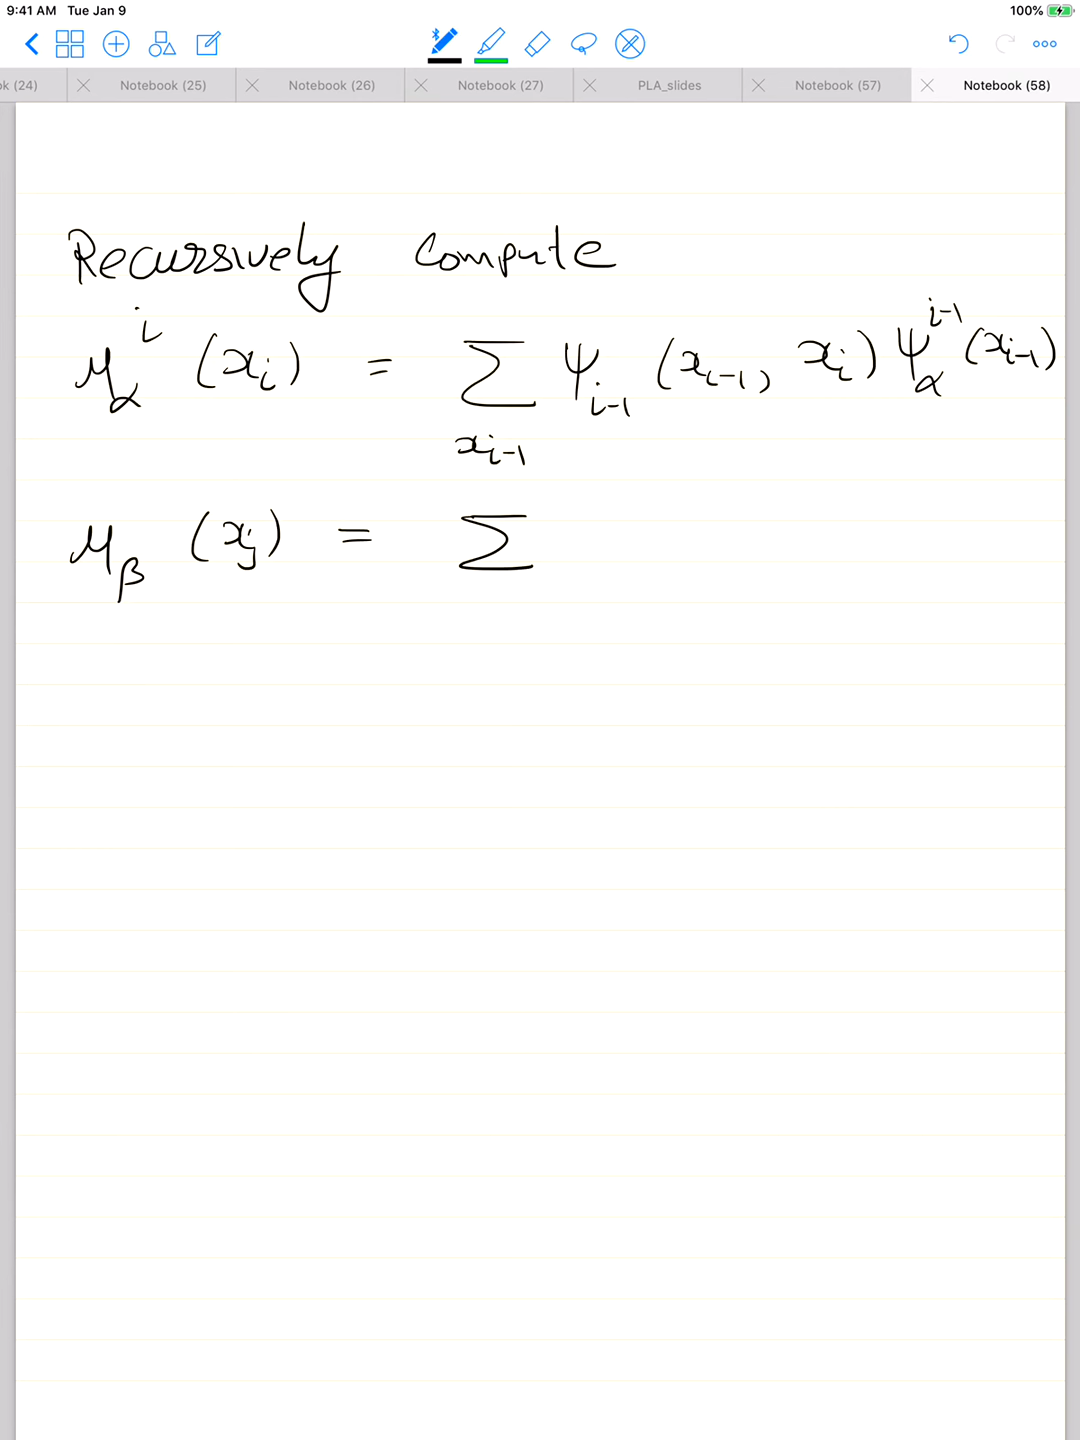 9:41 AM Tue Jan 9 100%
k (24) Notebook (25) Notebook (26) Notebook (27) PLA_slides Notebook (57) Notebook (58)
Recursively compute
μ_α^i (x_i) = Σ_{x_{i-1}} ψ_{i-1} (x_{i-1}, x_i) ψ_α^{i-1} (x_{i-1})
μ_β (x_j) = Σ